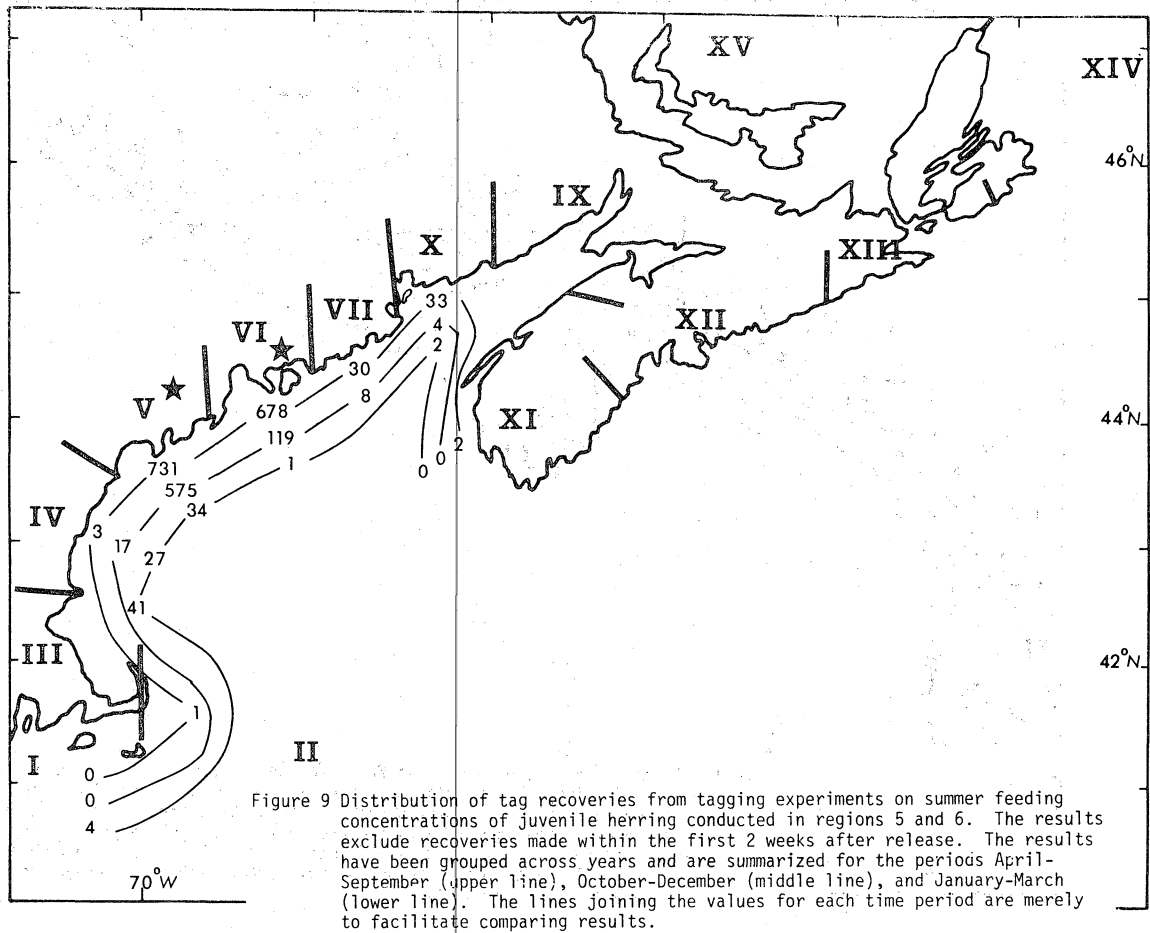 XV
XIV
46°N
IX
X
XIII
VII
33
XII
VI
4
2
30
V
8
678
XI
44°N
119
2
731
1
0 0
575
34
IV
3
17
27
41
III
42°N
1
II
I
0
0
4
Figure 9 Distribution of tag recoveries from tagging experiments on summer feeding
concentrations of juvenile herring conducted in regions 5 and 6. The results
exclude recoveries made within the first 2 weeks after release. The results
have been grouped across years and are summarized for the periods April-
September (upper line), October-December (middle line), and January-March
(lower line). The lines joining the values for each time period are merely
to facilitate comparing results.
70°W